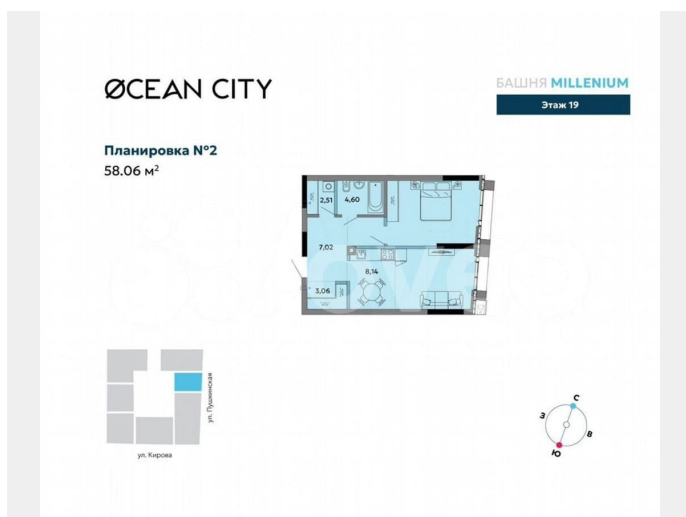 ØCEAN CITY
БАШНЯ MILLENIUM
Этаж 19
Планировка №2
58.06 м²
2,51
4,60
7,02
8,14
3,06
ул. Пушкинская
ул. Кирова
С
З
В
Ю